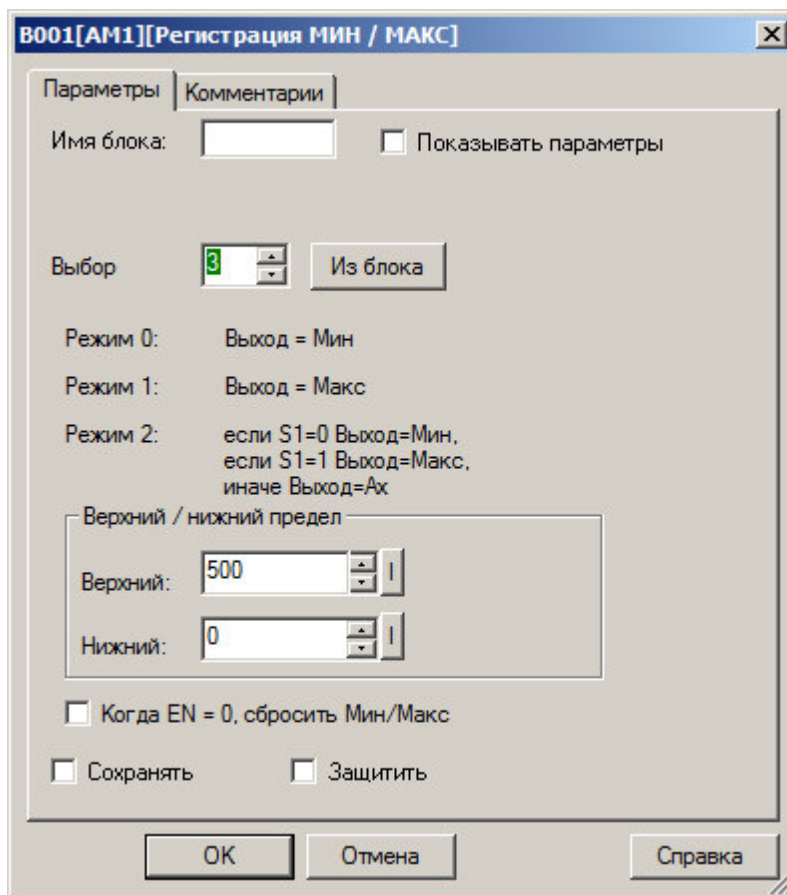 B001[AM1][Регистрация МИН / МАКС]
Параметры Комментарии
Имя блока: Показывать параметры
Выбор 3 Из блока
Режим 0: Выход = Мин
Режим 1: Выход = Макс
Режим 2: если S1=0 Выход=Мин,
если S1=1 Выход=Макс,
иначе Выход=Ax
Верхний / нижний предел
Верхний: 500 I
Нижний: 0 I
Когда EN = 0, сбросить Мин/Макс
Сохранять Защитить
OK Отмена Справка